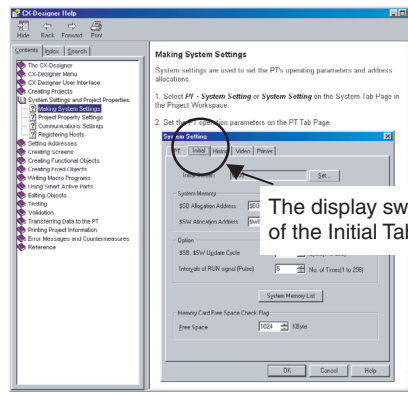 CX-Designer Help
Hide Back Forward Print
Contents Index Search
The CX-Designer
CX-Designer Menu
CX-Designer User Interface
Creating Projects
System Settings and Project Properties
Making System Settings
Project Property Settings
Communications Settings
Registering Hosts
Setting Addresses
Creating Screens
Creating Functional Objects
Creating Fixed Objects
Writing Macro Programs
Using Smart Active Parts
Editing Objects
Testing
Validation
Transferring Data to the PT
Printing Project Information
Error Messages and Countermeasures
Reference
Making System Settings
System settings are used to set the PT's operating parameters and address
allocations.
1. Select PT - System Setting or System Setting on the System Tab Page in
the Project Workspace.
2. Set the PT operation parameters on the PT Tab Page.
System Setting
PT Initial History Video Printer
Initial Screen
Set...
System Memory
$SB Allocation Address
$SW Allocation Address
The display sw
of the Initial Tab
Option
$SB, $SW Update Cycle
Intervals of RUN signal (Pulse) 5 No. of Times(1 to 256)
System Memory List
Memory Card Free Space Check Flag
Free Space 1024 KByte
OK Cancel Help